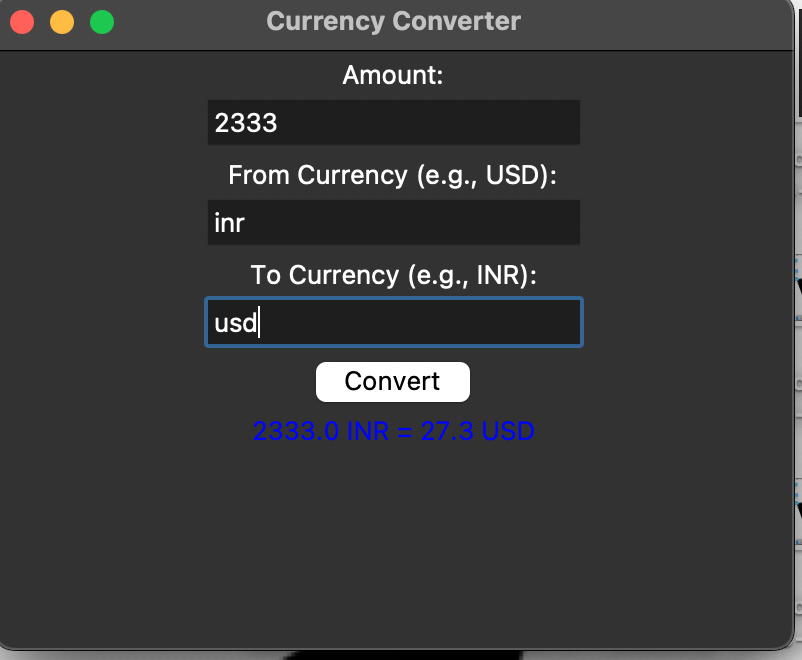 Currency Converter
Amount:
2333
From Currency (e.g., USD):
inr
To Currency (e.g., INR):
usd
Convert
2333.0 INR = 27.3 USD